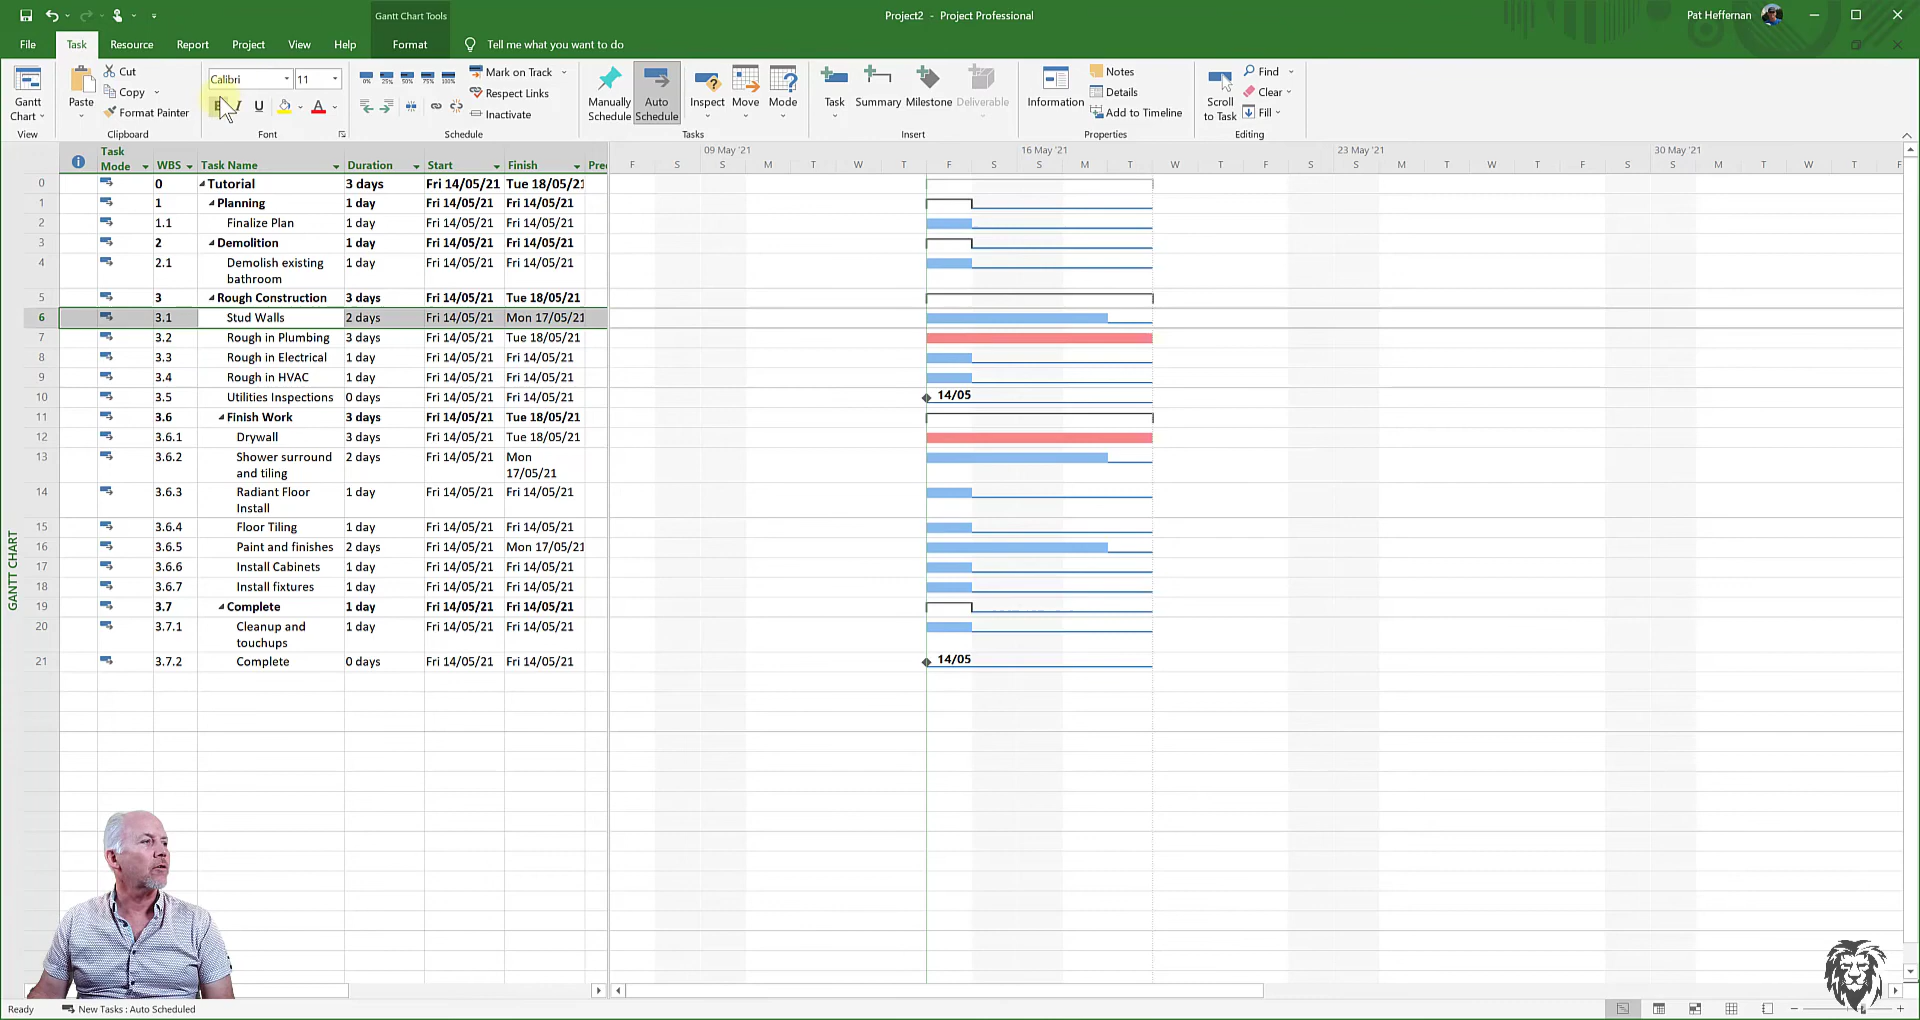 Gantt Chart Tools
Project2 - Project Professional
Pat Heffernan
File Task Resource Report Project View Help Format Tell me what you want to do
Gantt Chart
View
Paste
Cut
Copy
Format Painter
Clipboard
Calibri 11
B I U A
Font
0% 25% 50% 75% 100%
Mark on Track
Respect Links
Inactivate
Schedule
Manually Schedule
Auto Schedule
Inspect Move Mode
Tasks
Task Summary Milestone Deliverable
Insert
Information
Notes
Details
Add to Timeline
Properties
Scroll to Task
Find
Clear
Fill
Editing
Task Mode WBS Task Name Duration Start Finish Pred
09 May '21 16 May '21 23 May '21 30 May '21
F S S M T W T F S S M T W T F S S M T W T F S S M T W T F
0 0 Tutorial 3 days Fri 14/05/21 Tue 18/05/21
1 1 Planning 1 day Fri 14/05/21 Fri 14/05/21
2 1.1 Finalize Plan 1 day Fri 14/05/21 Fri 14/05/21
3 2 Demolition 1 day Fri 14/05/21 Fri 14/05/21
4 2.1 Demolish existing bathroom 1 day Fri 14/05/21 Fri 14/05/21
5 3 Rough Construction 3 days Fri 14/05/21 Tue 18/05/21
6 3.1 Stud Walls 2 days Fri 14/05/21 Mon 17/05/21
7 3.2 Rough in Plumbing 3 days Fri 14/05/21 Tue 18/05/21
8 3.3 Rough in Electrical 1 day Fri 14/05/21 Fri 14/05/21
9 3.4 Rough in HVAC 1 day Fri 14/05/21 Fri 14/05/21
10 3.5 Utilities Inspections 0 days Fri 14/05/21 Fri 14/05/21 14/05
11 3.6 Finish Work 3 days Fri 14/05/21 Tue 18/05/21
12 3.6.1 Drywall 3 days Fri 14/05/21 Tue 18/05/21
13 3.6.2 Shower surround and tiling 2 days Fri 14/05/21 Mon 17/05/21
14 3.6.3 Radiant Floor Install 1 day Fri 14/05/21 Fri 14/05/21
15 3.6.4 Floor Tiling 1 day Fri 14/05/21 Fri 14/05/21
16 3.6.5 Paint and finishes 2 days Fri 14/05/21 Mon 17/05/21
17 3.6.6 Install Cabinets 1 day Fri 14/05/21 Fri 14/05/21
18 3.6.7 Install fixtures 1 day Fri 14/05/21 Fri 14/05/21
19 3.7 Complete 1 day Fri 14/05/21 Fri 14/05/21
20 3.7.1 Cleanup and touchups 1 day Fri 14/05/21 Fri 14/05/21
21 3.7.2 Complete 0 days Fri 14/05/21 Fri 14/05/21 14/05
GANTT CHART
Ready New Tasks : Auto Scheduled